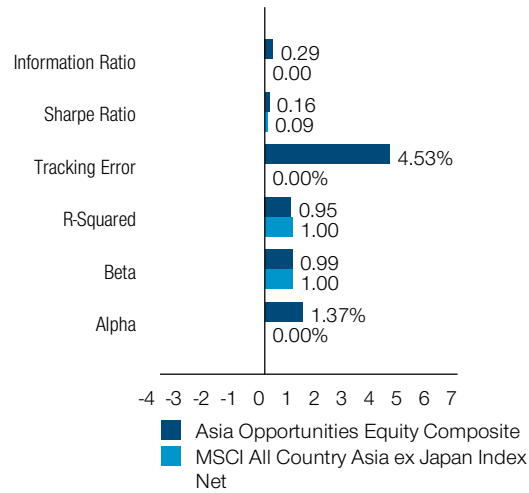 Information Ratio
0.29
0.00
Sharpe Ratio
0.16
0.09
Tracking Error
4.53%
0.00%
R-Squared
0.95
1.00
Beta
0.99
1.00
Alpha
1.37%
0.00%
-4 -3 -2 -1 0 1 2 3 4 5 6 7
Asia Opportunities Equity Composite
MSCI All Country Asia ex Japan Index
Net